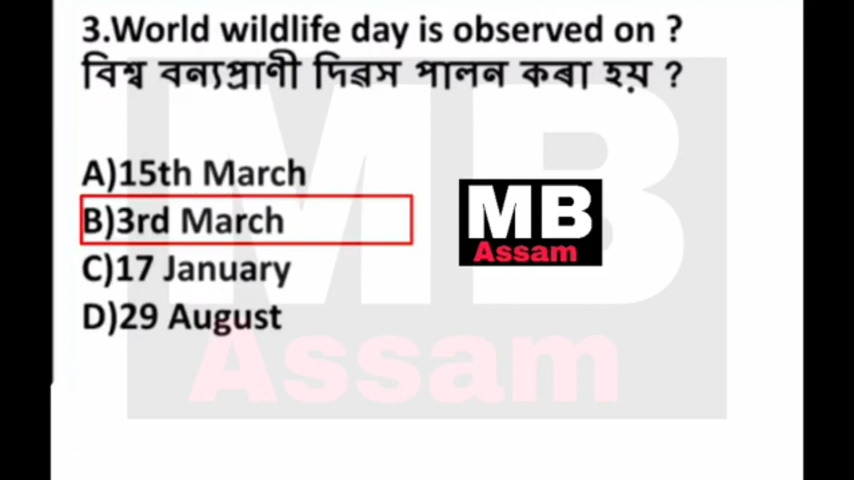 3.World wildlife day is observed on ?
বিশ্ব বন্যপ্ৰাণী দিৱস পালন কৰা হয় ?
A)15th March
B)3rd March
MB
Assam
C)17 January
D)29 August
MB
Assam